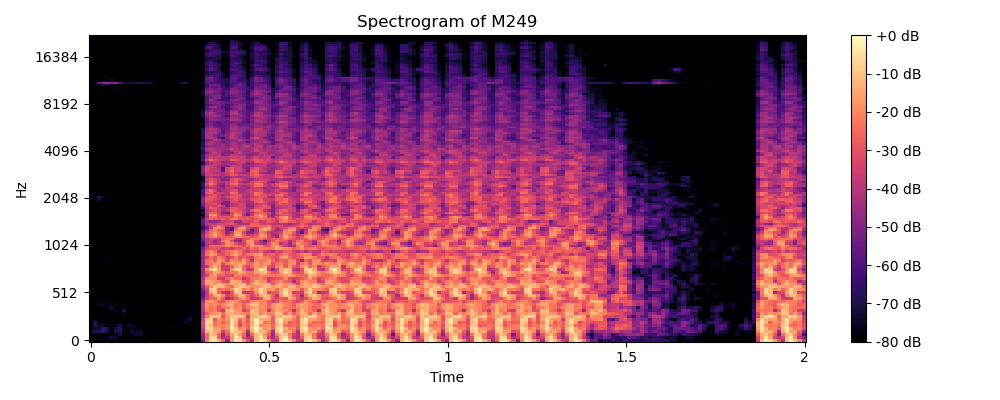 Spectrogram of M249
Hz
16384
8192
4096
2048
1024
512
0
0
0.5
1
1.5
2
Time
+0 dB
-10 dB
-20 dB
-30 dB
-40 dB
-50 dB
-60 dB
-70 dB
-80 dB